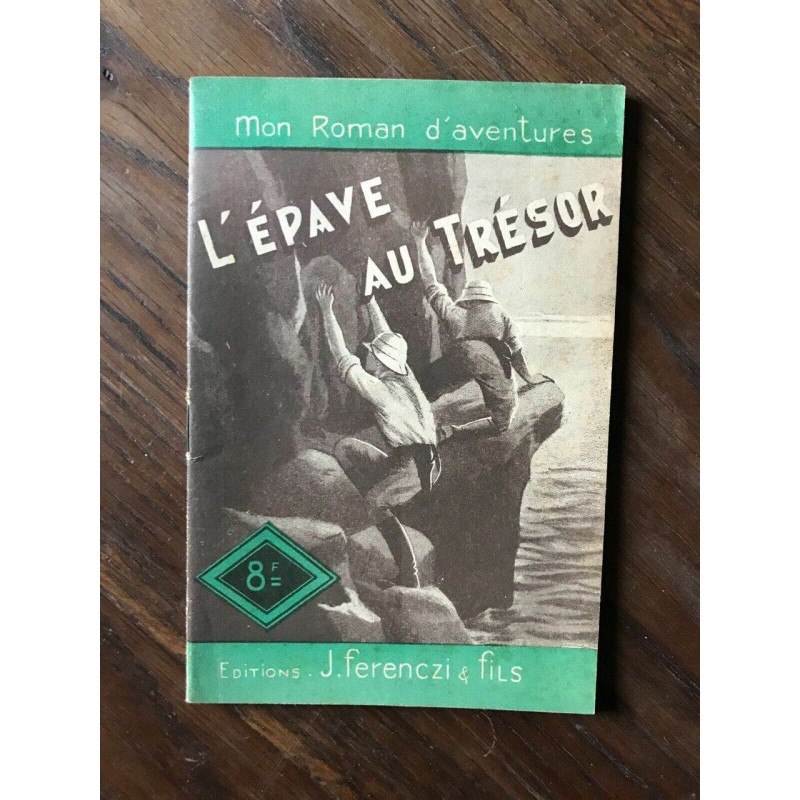 Mon Roman d'aventures
L'ÉPAVE
AU TRÉSOR
8F
EDITIONS. J. ferenczi & fiLS